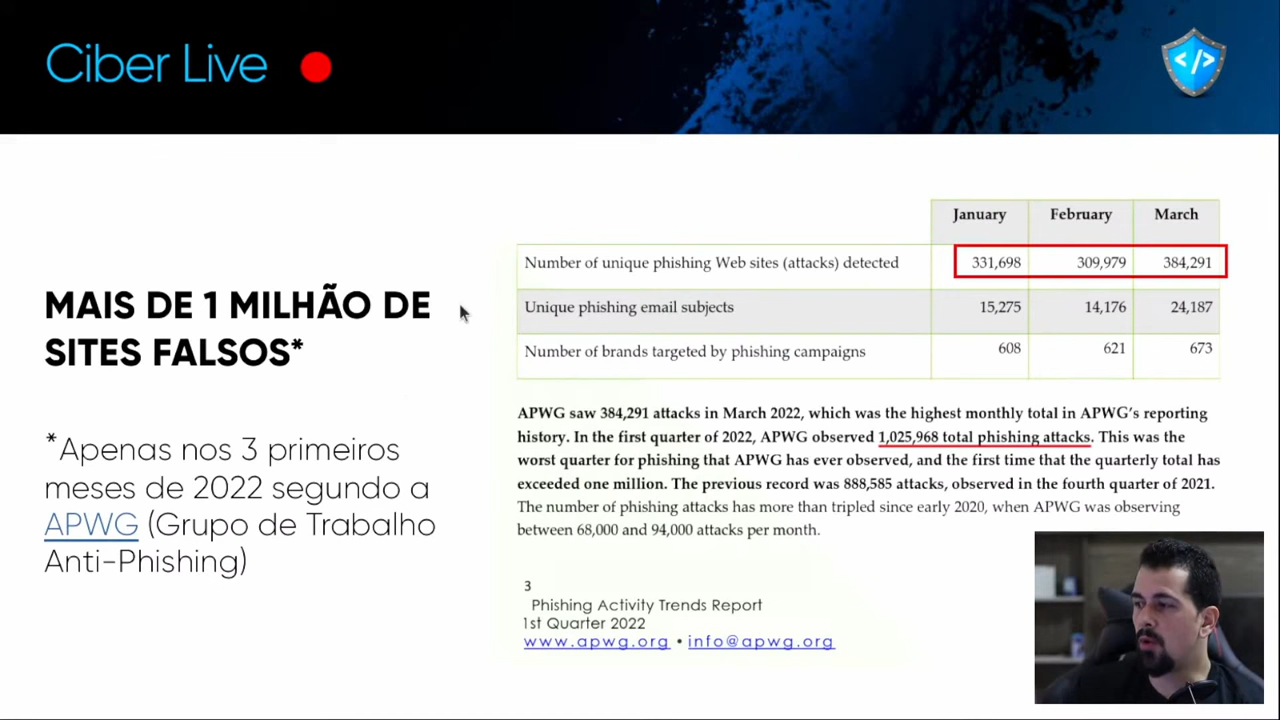 Ciber Live
</>
MAIS DE 1 MILHÃO DE
SITES FALSOS*
*Apenas nos 3 primeiros
meses de 2022 segundo a
APWG (Grupo de Trabalho
Anti-Phishing)
January February March
Number of unique phishing Web sites (attacks) detected 331,698 309,979 384,291
Unique phishing email subjects 15,275 14,176 24,187
Number of brands targeted by phishing campaigns 608 621 673
APWG saw 384,291 attacks in March 2022, which was the highest monthly total in APWG's reporting
history. In the first quarter of 2022, APWG observed 1,025,968 total phishing attacks. This was the
worst quarter for phishing that APWG has ever observed, and the first time that the quarterly total has
exceeded one million. The previous record was 888,585 attacks, observed in the fourth quarter of 2021.
The number of phishing attacks has more than tripled since early 2020, when APWG was observing
between 68,000 and 94,000 attacks per month.
3
Phishing Activity Trends Report
1st Quarter 2022
www.apwg.org • info@apwg.org